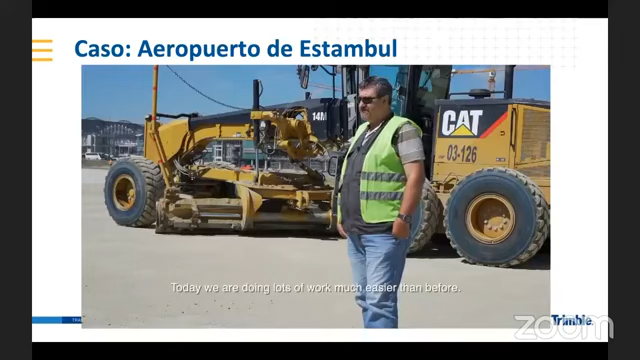 Caso: Aeropuerto de Estambul
14M
CAT
03-126
Today we are doing lots of work much easier than before.
TRA
Trimble.
zoom